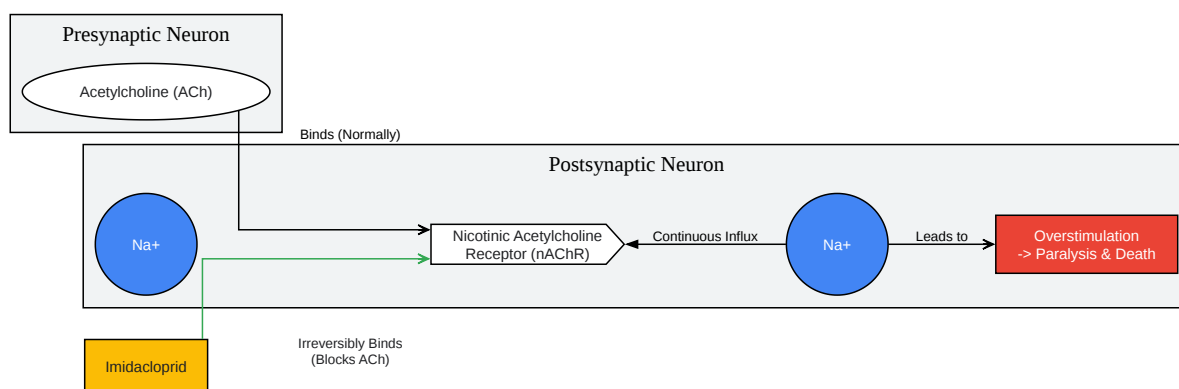 Presynaptic Neuron
Acetylcholine (ACh)
Binds (Normally)
Postsynaptic Neuron
Na+
Nicotinic Acetylcholine
Receptor (nAChR)
Continuous Influx
Na+
Leads to
Overstimulation
-> Paralysis & Death
Irreversibly Binds
(Blocks ACh)
Imidacloprid